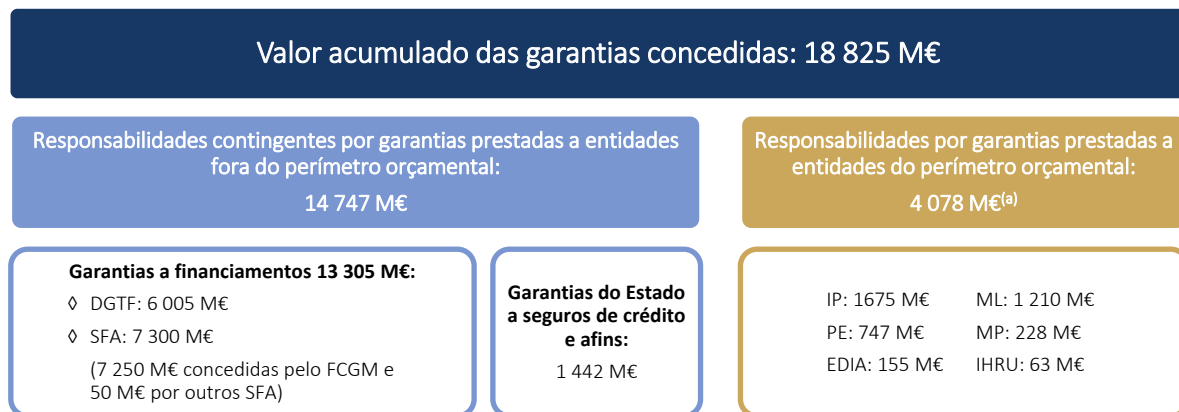 Valor acumulado das garantias concedidas: 18 825 M€
Responsabilidades contingentes por garantias prestadas a entidades
fora do perímetro orçamental:
14 747 M€
Responsabilidades por garantias prestadas a
entidades do perímetro orçamental:
4 078 M€(a)
Garantias a financiamentos 13 305 M€:
◊ DGTF: 6 005 M€
◊ SFA: 7 300 M€
(7 250 M€ concedidas pelo FCGM e
50 M€ por outros SFA)
Garantias do Estado
a seguros de crédito
e afins:
1 442 M€
IP: 1675 M€ ML: 1 210 M€
PE: 747 M€ MP: 228 M€
EDIA: 155 M€ IHRU: 63 M€